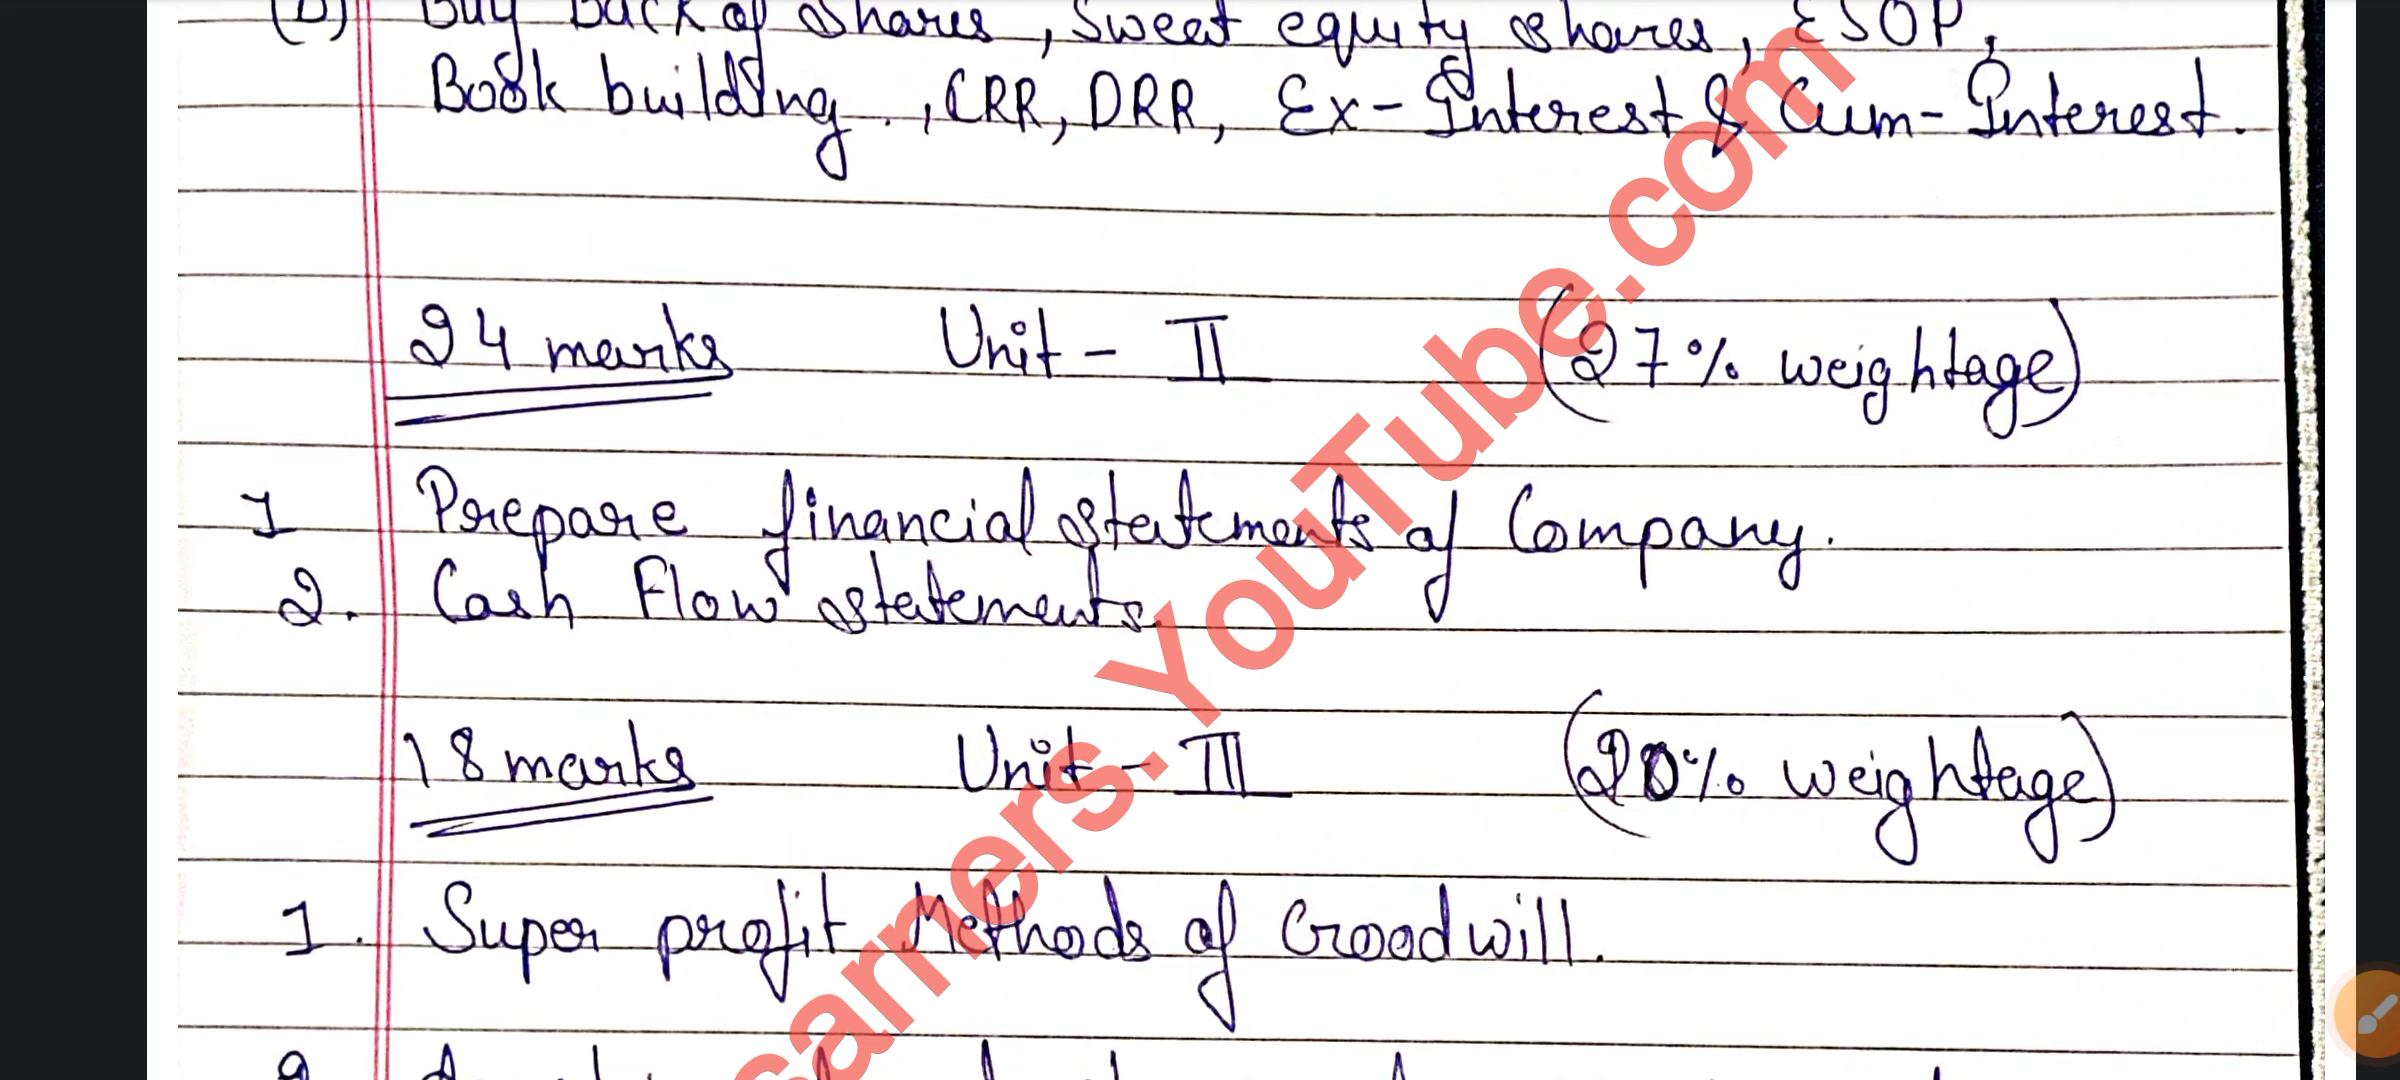 (D) Buy Back of shares, Sweet equity shares, ESOP,
Book building., CRR, DRR, Ex-Interest & Cum-Interest.
24 marks Unit - II (27% weightage)
1 Prepare financial statements of Company.
2. Cash Flow statements.
18 marks Unit - III (20% weightage)
1. Super profit Methods of Goodwill.
arners.YouTube.com